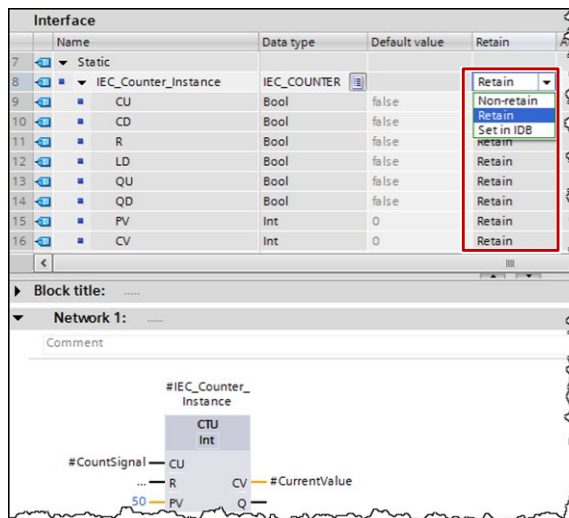 Interface
Name Data type Default value Retain A
7 Static
8 IEC_Counter_Instance IEC_COUNTER Retain
9 CU Bool false Non-retain
Retain
10 CD Bool false
Set in IDB
11 R Bool false Retain
12 LD Bool false Retain
13 QU Bool false Retain
14 QD Bool false Retain
15 PV Int 0 Retain
16 CV Int 0 Retain
Block title: .....
Network 1: .....
Comment
#IEC_Counter_
Instance
CTU
Int
#CountSignal CU
... R CV #CurrentValue
50 PV Q